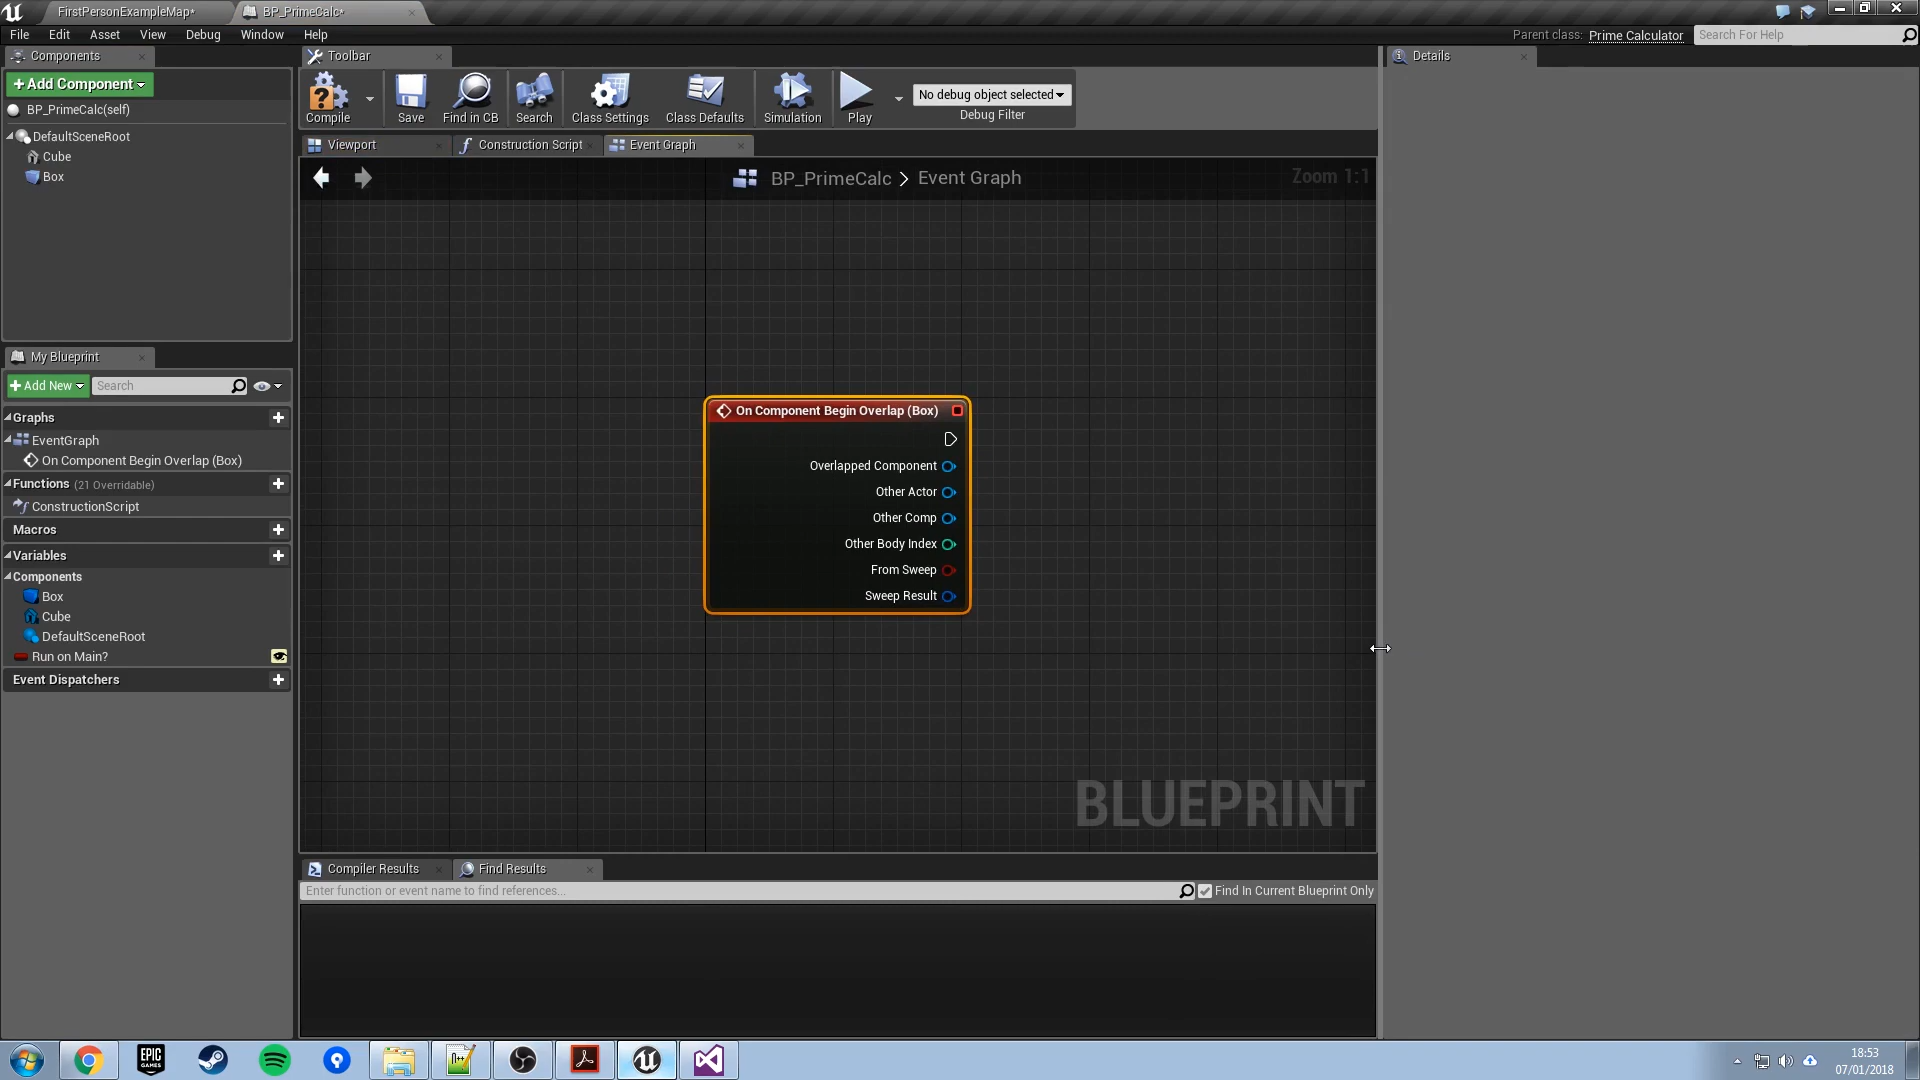 FirstPersonExampleMap*
BP_PrimeCalc*
File Edit Asset View Debug Window Help
Parent class: Prime Calculator
Search For Help
Components
Toolbar
Details
+ Add Component
BP_PrimeCalc(self)
DefaultSceneRoot
Cube
Box
Compile
Save
Find in CB
Search
Class Settings
Class Defaults
Simulation
Play
No debug object selected
Debug Filter
Viewport
Construction Script
Event Graph
BP_PrimeCalc > Event Graph
Zoom 1:1
My Blueprint
+ Add New
Search
Graphs
EventGraph
On Component Begin Overlap (Box)
Functions (21 Overridable)
ConstructionScript
Macros
Variables
Components
Box
Cube
DefaultSceneRoot
Run on Main?
Event Dispatchers
On Component Begin Overlap (Box)
Overlapped Component
Other Actor
Other Comp
Other Body Index
From Sweep
Sweep Result
BLUEPRINT
Compiler Results
Find Results
Enter function or event name to find references...
Find In Current Blueprint Only
EPIC
GAMES
18:53
07/01/2018